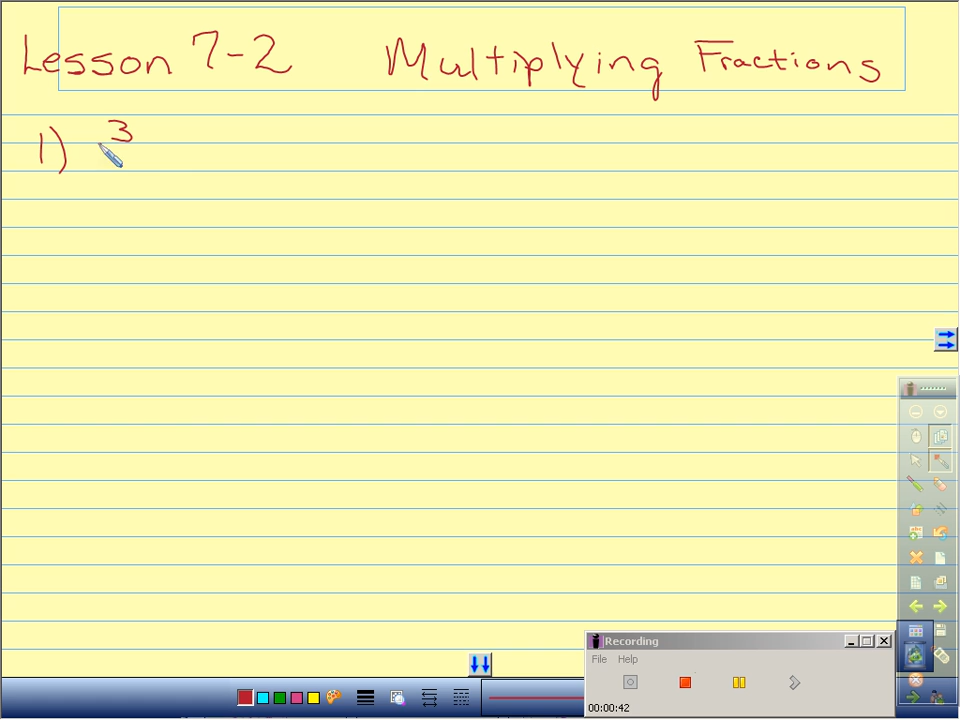 Lesson 7-2 Multiplying Fractions
1) 3
Recording
File Help
00:00:42